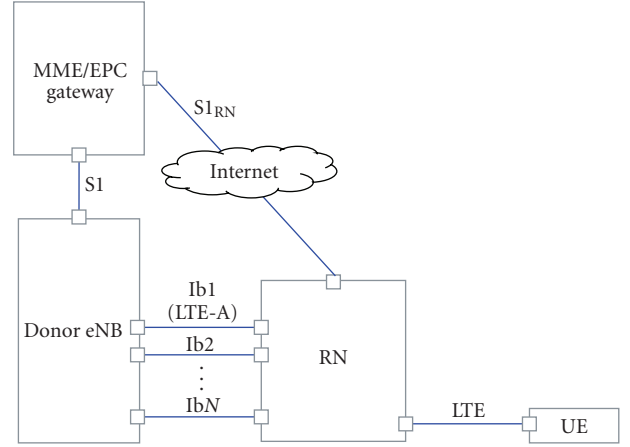 MME/EPC
gateway
S1RN
Internet
S1
Ib1
(LTE-A)
Donor eNB
Ib2
RN
IbN
LTE
UE